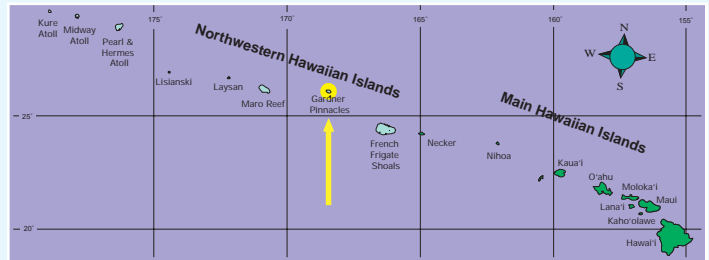 175°
170°
165°
160°
155°
Kure
Atoll
Midway
Atoll
Pearl &
Hermes
Atoll
Northwestern Hawaiian Islands
N
W
E
S
Lisianski
Laysan
Maro Reef
Gardner
Pinnacles
Main Hawaiian Islands
25°
French
Frigate
Shoals
Necker
Nihoa
Kaua'i
O'ahu
Moloka'i
Lana'i
Maui
Kaho'olawe
Hawai'i
20°